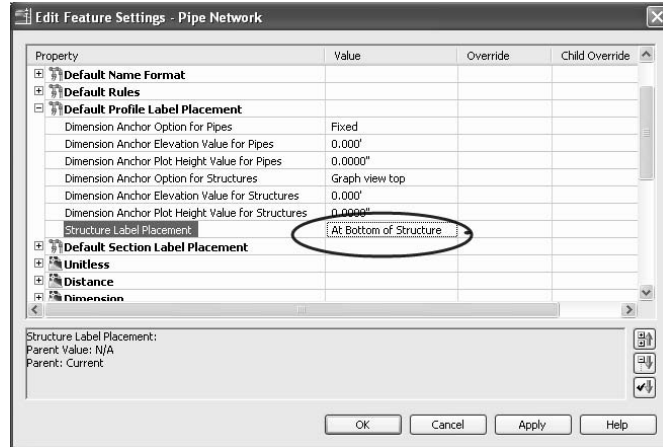 Edit Feature Settings - Pipe Network
Property Value Override Child Override
Default Name Format
Default Rules
Default Profile Label Placement
Dimension Anchor Option for Pipes Fixed
Dimension Anchor Elevation Value for Pipes 0.000'
Dimension Anchor Plot Height Value for Pipes 0.0000"
Dimension Anchor Option for Structures Graph view top
Dimension Anchor Elevation Value for Structures 0.000'
Dimension Anchor Plot Height Value for Structures 0.0000"
Structure Label Placement At Bottom of Structure
Default Section Label Placement
Unitless
Distance
Dimension
Structure Label Placement:
Parent Value: N/A
Parent: Current
OK Cancel Apply Help